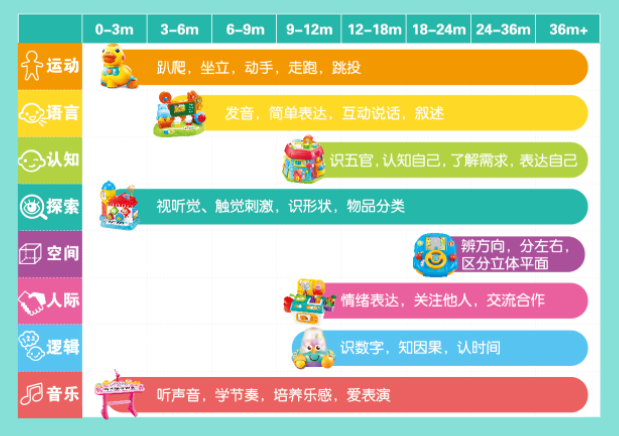 0-3m 3-6m 6-9m 9-12m 12-18m 18-24m 24-36m 36m+
运动 趴爬，坐立，动手，走跑，跳投
语言 发音，简单表达，互动说话，叙述
认知 识五官，认知自己，了解需求，表达自己
探索 视听觉、触觉刺激，识形状，物品分类
空间 辨方向，分左右，
区分立体平面
人际 情绪表达，关注他人，交流合作
逻辑 识数字，知因果，认时间
音乐 听声音，学节奏，培养乐感，爱表演